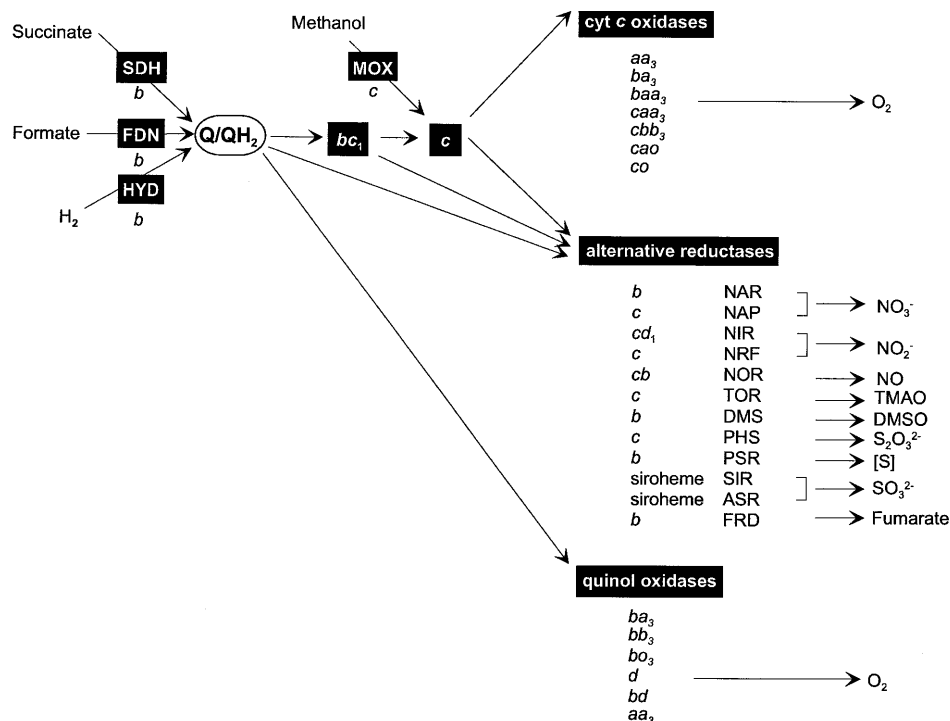 Succinate
SDH
b
Formate
FDN
b
HYD
b
H₂
Q/QH₂
Methanol
MOX
c
bc₁
c
cyt c oxidases
aa₃
ba₃
baa₃
caa₃
cbb₃
cao
co
O₂
alternative reductases
b NAR
c NAP
NO₃⁻
cd₁ NIR
c NRF
NO₂⁻
cb NOR NO
c TOR TMAO
b DMS DMSO
c PHS S₂O₃²⁻
b PSR [S]
siroheme SIR
siroheme ASR
SO₃²⁻
b FRD Fumarate
quinol oxidases
ba₃
bb₃
bo₃
d
bd
aa₃
O₂